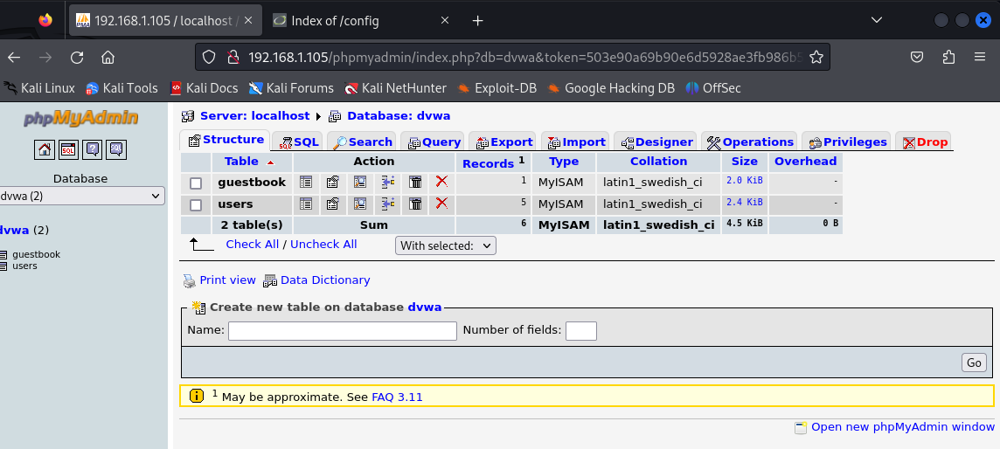 192.168.1.105 / localhost /
Index of /config
192.168.1.105/phpmyadmin/index.php?db=dvwa&token=503e90a69b90e6d5928ae3fb986b5
Kali Linux Kali Tools Kali Docs Kali Forums Kali NetHunter Exploit-DB Google Hacking DB OffSec
phpMyAdmin
SQL
SQL
Database
dvwa (2)
dvwa (2)
guestbook
users
Server: localhost Database: dvwa
Structure SQL Search Query Export Import Designer Operations Privileges Drop
Table Action Records 1 Type Collation Size Overhead
guestbook 1 MyISAM latin1_swedish_ci 2.0 KiB -
users 5 MyISAM latin1_swedish_ci 2.4 KiB -
2 table(s) Sum 6 MyISAM latin1_swedish_ci 4.5 KiB 0 B
Check All / Uncheck All With selected:
Print view Data Dictionary
Create new table on database dvwa
Name: Number of fields:
Go
1 May be approximate. See FAQ 3.11
Open new phpMyAdmin window